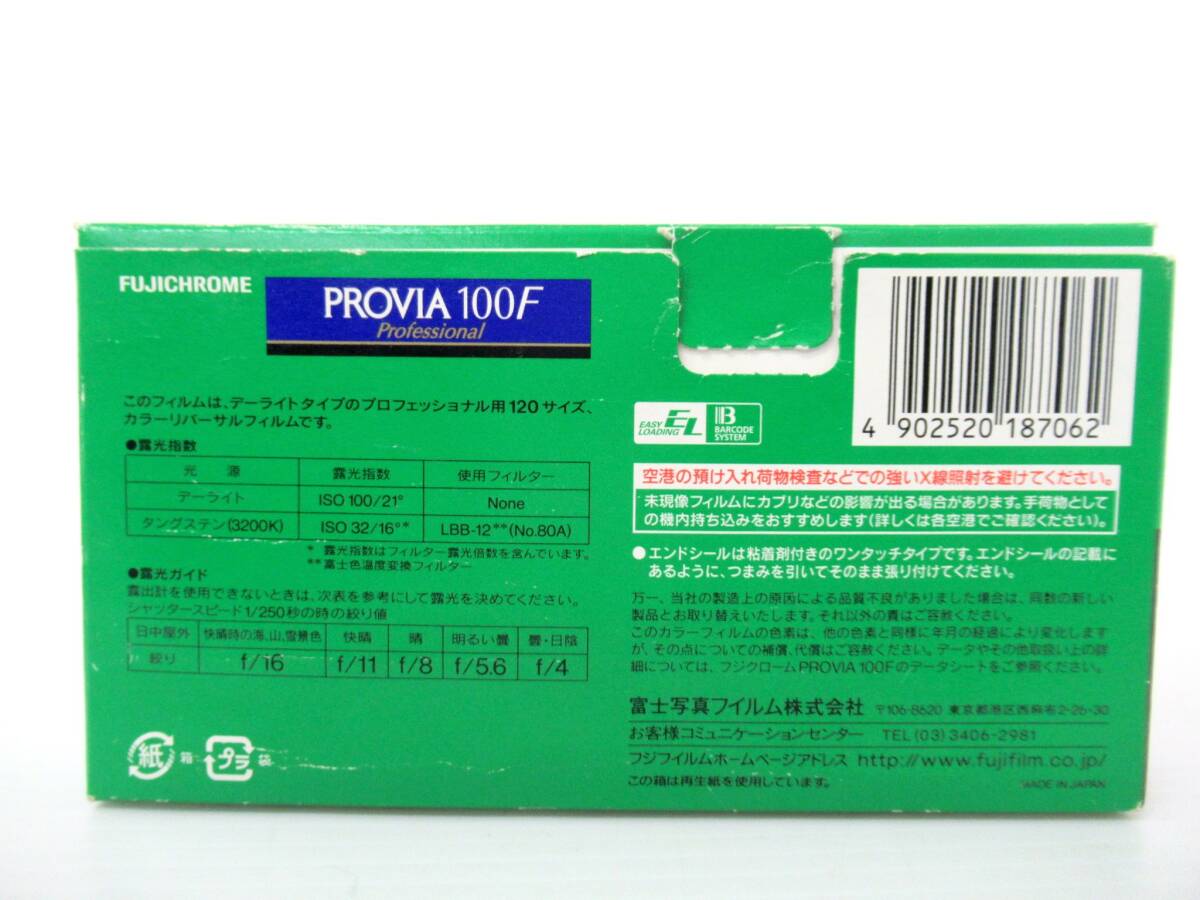 FUJICHROME
PROVIA 100F
Professional
このフィルムは、デーライトタイプのプロフェッショナル用120サイズ、
カラーリバーサルフィルムです。
●露光指数
光 源 露光指数 使用フィルター
デーライト ISO 100/21° None
タングステン(3200K) ISO 32/16°* LBB-12**(No.80A)
* 露光指数はフィルター露光倍数を含んでいます。
**富士色温度変換フィルター
●露光ガイド
露出計を使用できないときは、次表を参考にして露光を決めてください。
シャッタースピード1/250秒の時の絞り値
日中屋外 快晴時の海、山、雪景色 快晴 晴 明るい曇 曇・日陰
絞り f/16 f/11 f/8 f/5.6 f/4
紙 箱 プラ 袋
EASY LOADING EL B BARCODE SYSTEM
4 902520 187062
空港の預け入れ荷物検査などでの強いX線照射を避けてください。
未現像フィルムにカブリなどの影響が出る場合があります。手荷物として
の機内持ち込みをおすすめします(詳しくは各空港でご確認ください)。
●エンドシールは粘着剤付きのワンタッチタイプです。エンドシールの記載に
あるように、つまみを引いてそのまま張り付けてください。
万一、当社の製造上の原因による品質不良がありました場合は、同数の新しい
製品とお取り替えいたします。それ以外の責はご容赦ください。
このカラーフィルムの色素は、他の色素と同様に年月の経過により変化します
が、その点についての補償、代償はご容赦ください。データやその他取扱い上の詳
細については、フジクロームPROVIA 100Fのデータシートをご参照ください。
富士写真フイルム株式会社 〒106-8620 東京都港区西麻布2-26-30
お客様コミュニケーションセンター TEL (03) 3406-2981
フジフイルムホームページアドレス http://www.fujifilm.co.jp/
この箱は再生紙を使用しています。 MADE IN JAPAN